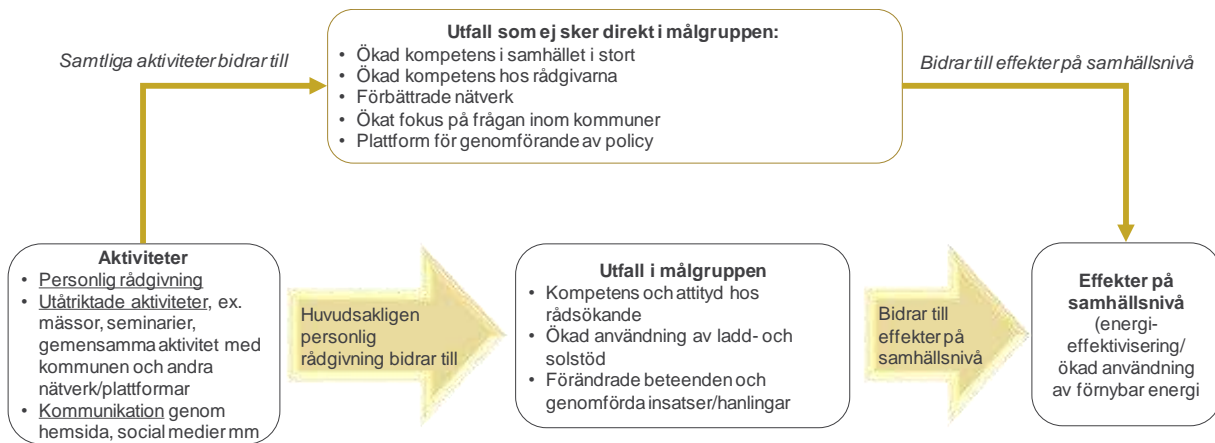 Utfall som ej sker direkt i målgruppen:
• Ökad kompetens i samhället i stort
• Ökad kompetens hos rådgivarna
• Förbättrade nätverk
• Ökat fokus på frågan inom kommuner
• Plattform för genomförande av policy
Samtliga aktiviteter bidrar till
Bidrar till effekter på samhällsnivå
Aktiviteter
• Personlig rådgivning
• Utåtriktade aktiviteter, ex.
mässor, seminarier,
gemensamma aktivitet med
kommunen och andra
nätverk/plattformar
• Kommunikation genom
hemsida, social medier mm
Huvudsakligen
personlig
rådgivning bidrar till
Utfall i målgruppen
• Kompetens och attityd hos
rådsökande
• Ökad användning av ladd- och
solstöd
• Förändrade beteenden och
genomförda insatser/hanlingar
Bidrar till
effekter på
samhällsnivå
Effekter på
samhällsnivå
(energi-
effektivisering/
ökad användning
av förnybar energi